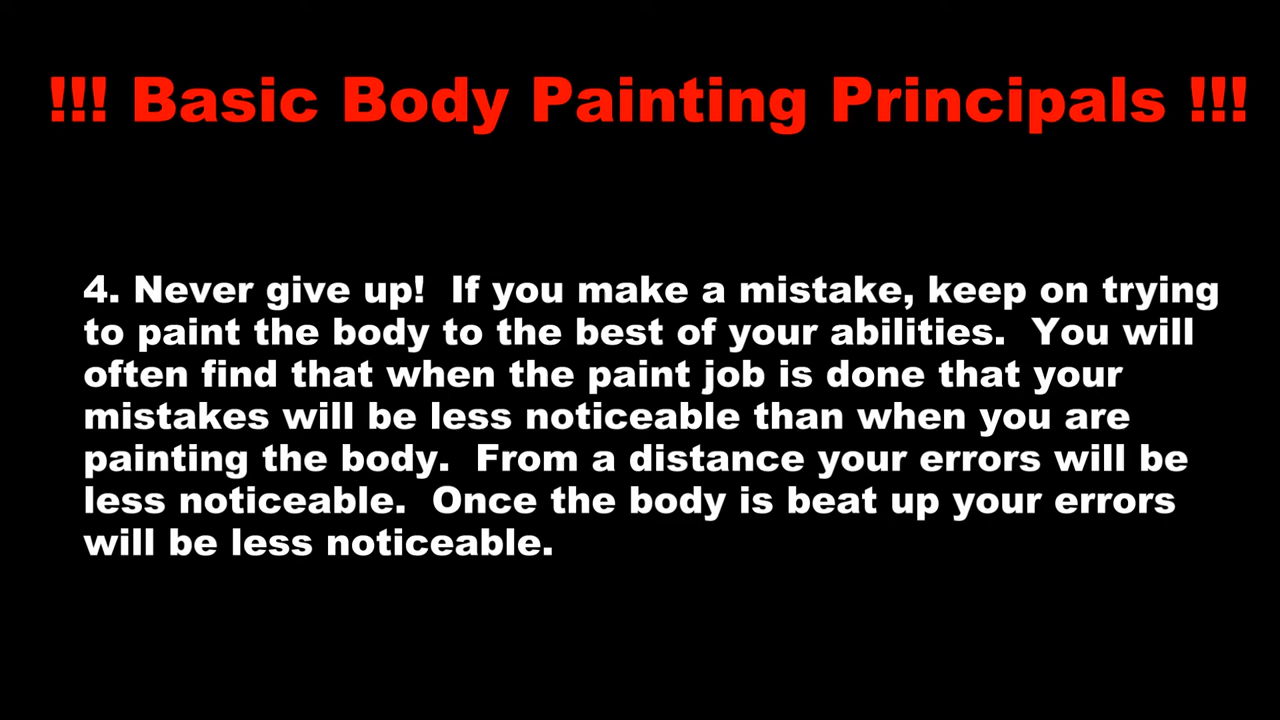 !!! Basic Body Painting Principals !!!
4. Never give up!  If you make a mistake, keep on trying
to paint the body to the best of your abilities.  You will
often find that when the paint job is done that your
mistakes will be less noticeable than when you are
painting the body.  From a distance your errors will be
less noticeable.  Once the body is beat up your errors
will be less noticeable.